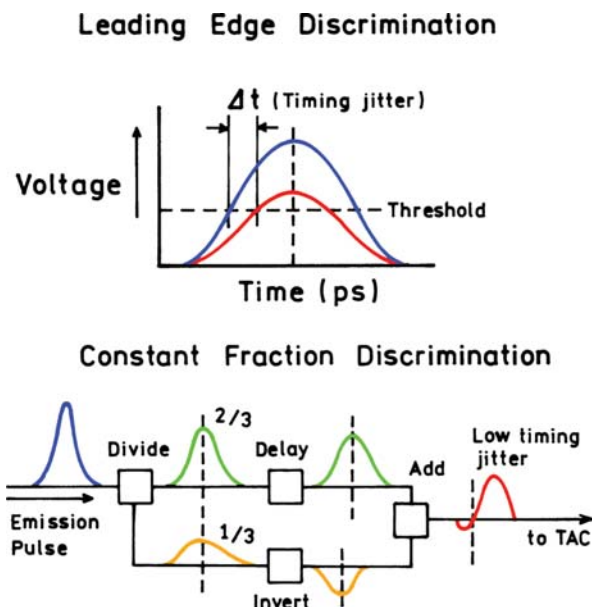 Leading Edge Discrimination
Δt (Timing jitter)
Voltage
Threshold
Time (ps)
Constant Fraction Discrimination
2/3
Divide
Delay
Low timing
jitter
Add
Emission
Pulse
1/3
to TAC
Invert